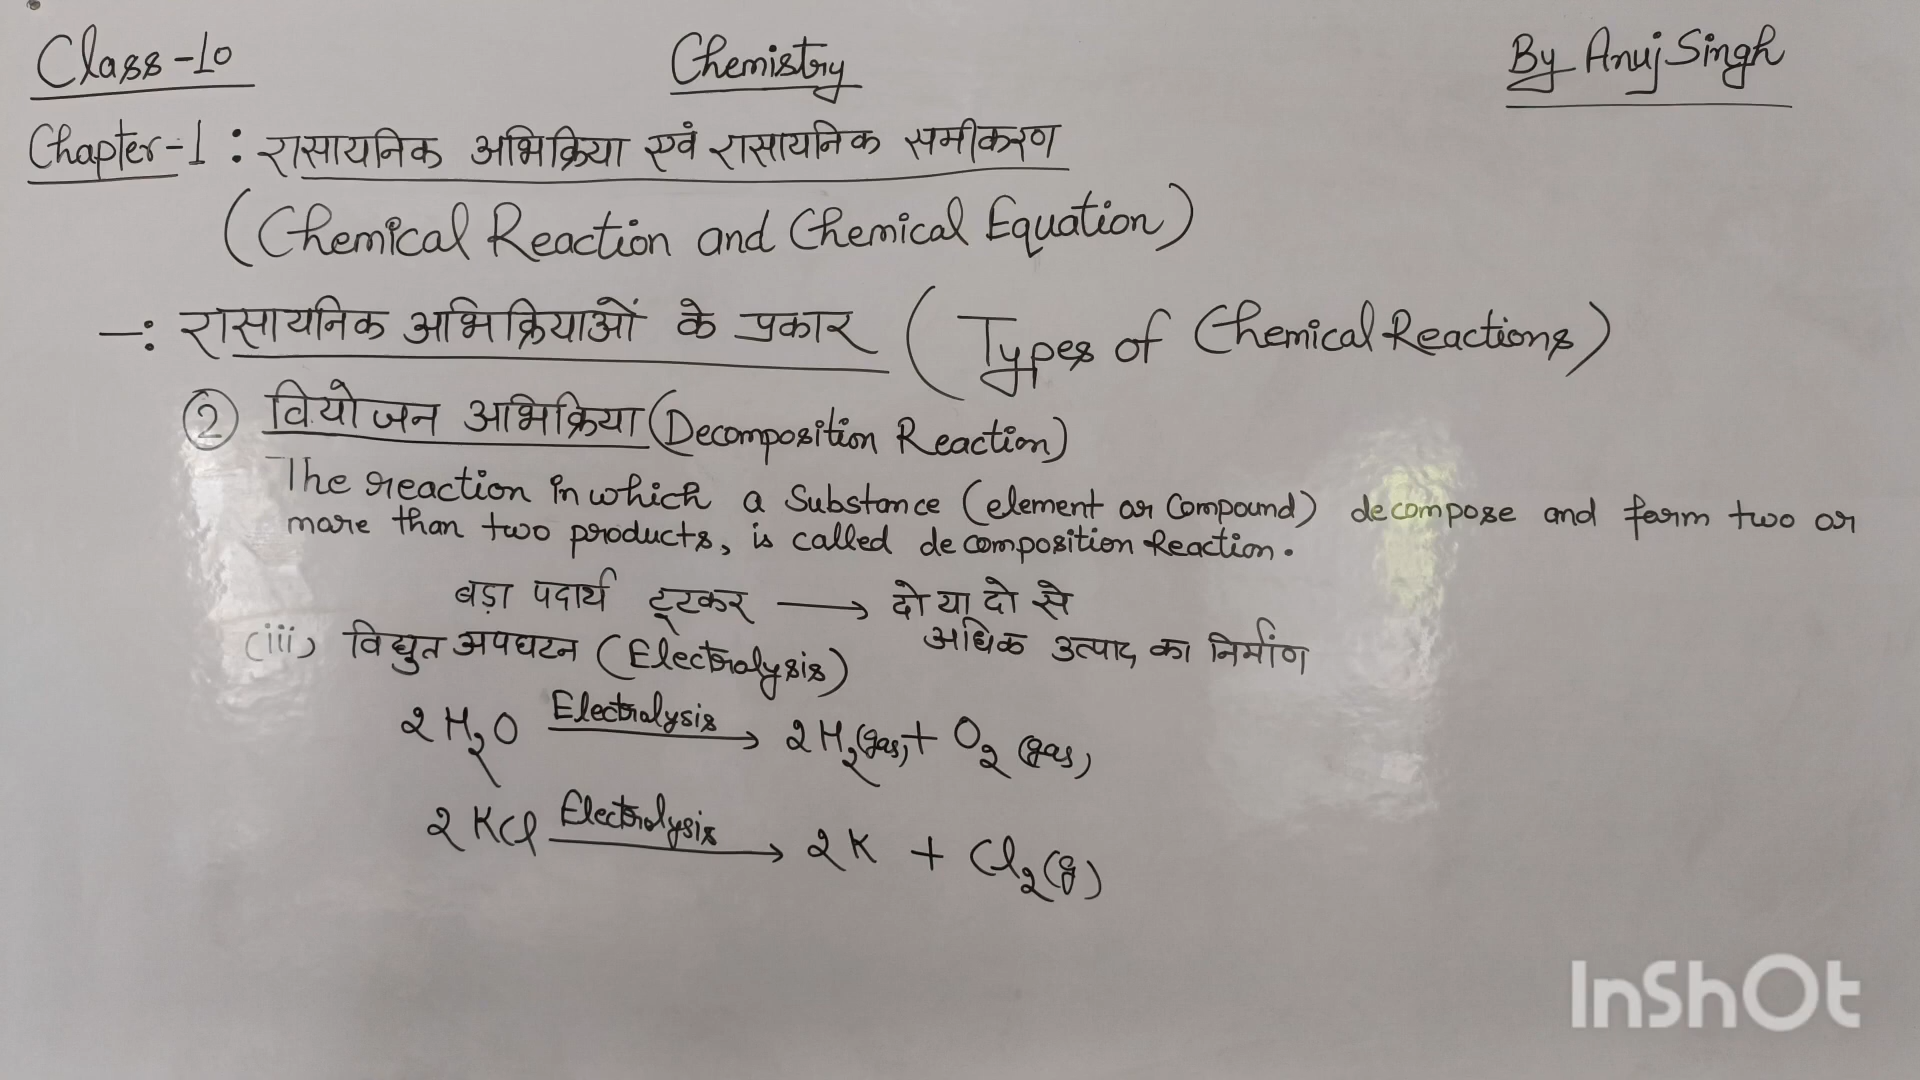 Class-10 Chemistry By Anuj Singh
Chapter-1 : रासायनिक अभिक्रिया एवं रासायनिक समीकरण
(Chemical Reaction and Chemical Equation)
—: रासायनिक अभिक्रियाओं के प्रकार (Types of Chemical Reactions)
② वियोजन अभिक्रिया (Decomposition Reaction)
The reaction in which a substance (element or compound) decompose and form two or
more than two products, is called decomposition Reaction.
बड़ा पदार्थ टूटकर ⟶ दो या दो से
अधिक उत्पाद का निर्माण
(iii) विद्युत अपघटन (Electrolysis)
2H₂O —Electrolysis→ 2H₂(gas) + O₂ (gas)
2KCl —Electrolysis→ 2K + Cl₂(g)
InShOt